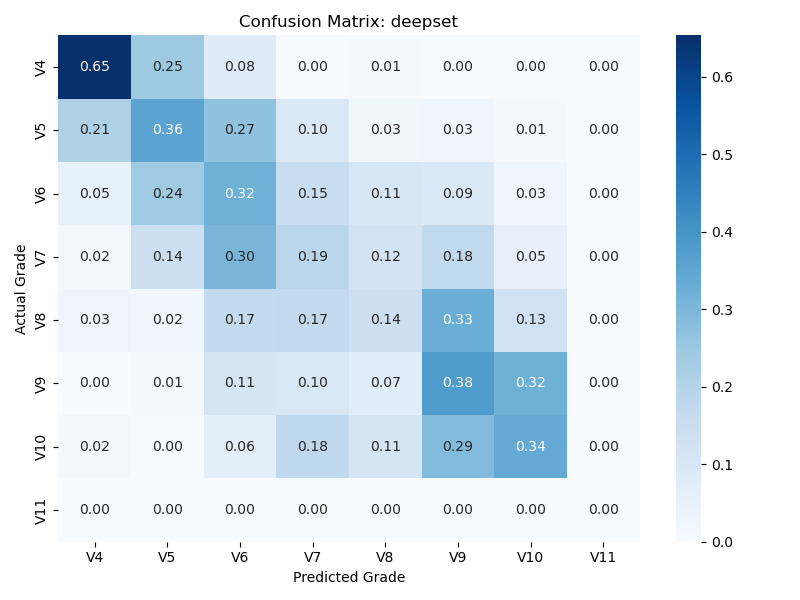 Confusion Matrix: deepset
V4 0.65 0.25 0.08 0.00 0.01 0.00 0.00 0.00
V5 0.21 0.36 0.27 0.10 0.03 0.03 0.01 0.00
V6 0.05 0.24 0.32 0.15 0.11 0.09 0.03 0.00
V7 0.02 0.14 0.30 0.19 0.12 0.18 0.05 0.00
V8 0.03 0.02 0.17 0.17 0.14 0.33 0.13 0.00
V9 0.00 0.01 0.11 0.10 0.07 0.38 0.32 0.00
V10 0.02 0.00 0.06 0.18 0.11 0.29 0.34 0.00
V11 0.00 0.00 0.00 0.00 0.00 0.00 0.00 0.00
V4 V5 V6 V7 V8 V9 V10 V11
Predicted Grade
Actual Grade
0.6
0.5
0.4
0.3
0.2
0.1
0.0